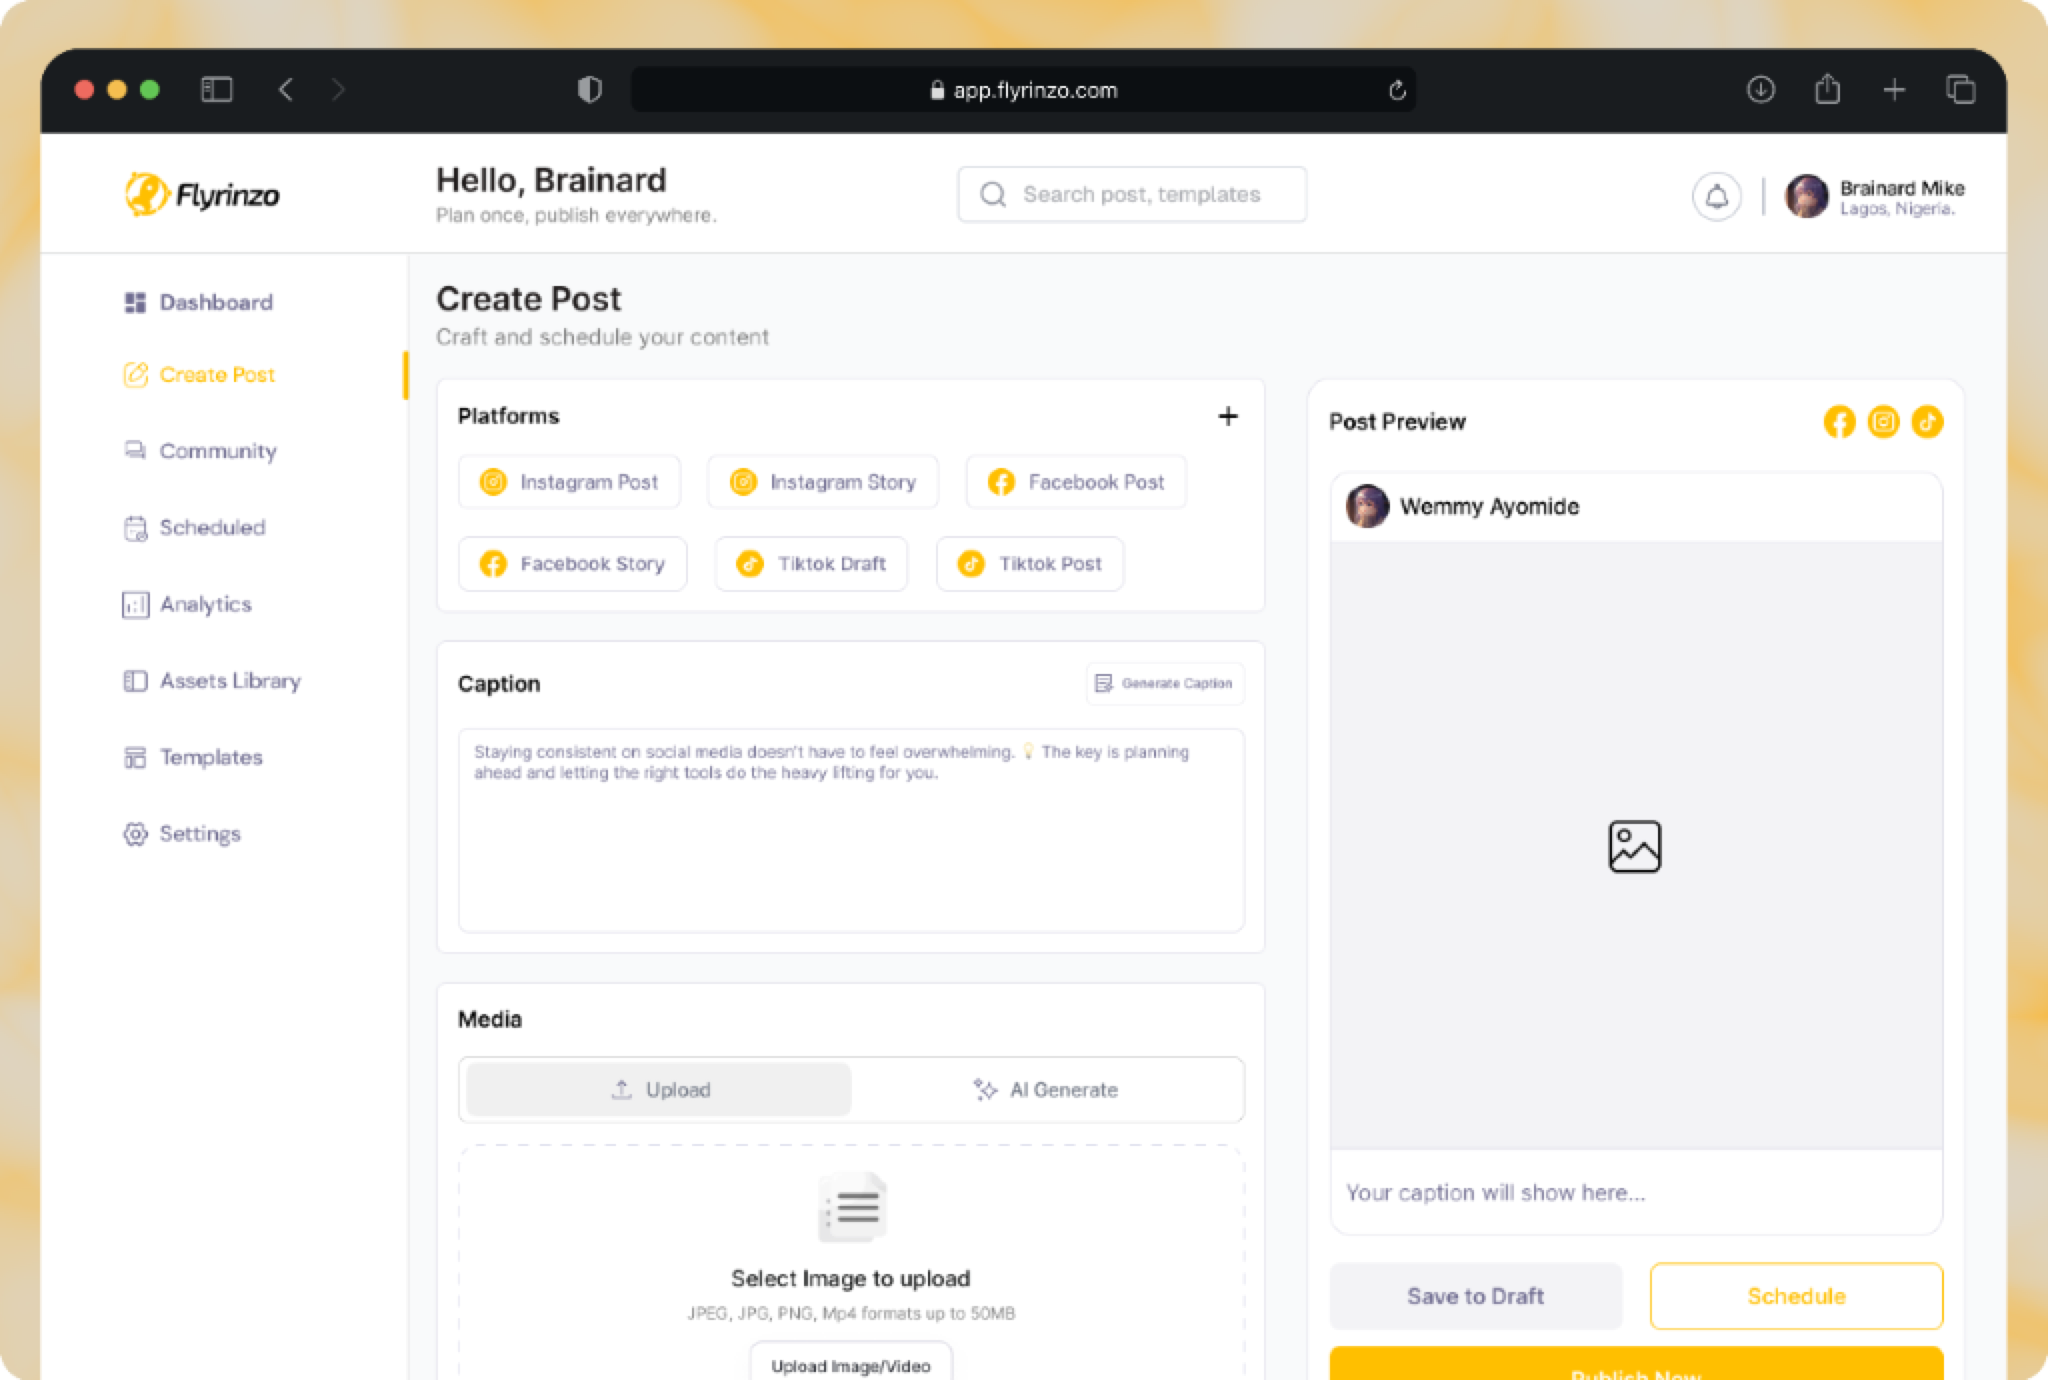 app.flyrinzo.com
Flyrinzo
Hello, Brainard
Plan once, publish everywhere.
Search post, templates
Brainard Mike
Lagos, Nigeria.
Dashboard
Create Post
Community
Scheduled
Analytics
Assets Library
Templates
Settings
Create Post
Craft and schedule your content
Platforms
Instagram Post
Instagram Story
Facebook Post
Facebook Story
Tiktok Draft
Tiktok Post
Caption
Generate Caption
Staying consistent on social media doesn't have to feel overwhelming. 💡 The key is planning
ahead and letting the right tools do the heavy lifting for you.
Media
Upload
AI Generate
Select Image to upload
JPEG, JPG, PNG, Mp4 formats up to 50MB
Upload Image/Video
Post Preview
Wemmy Ayomide
Your caption will show here...
Save to Draft
Schedule
Publish Now